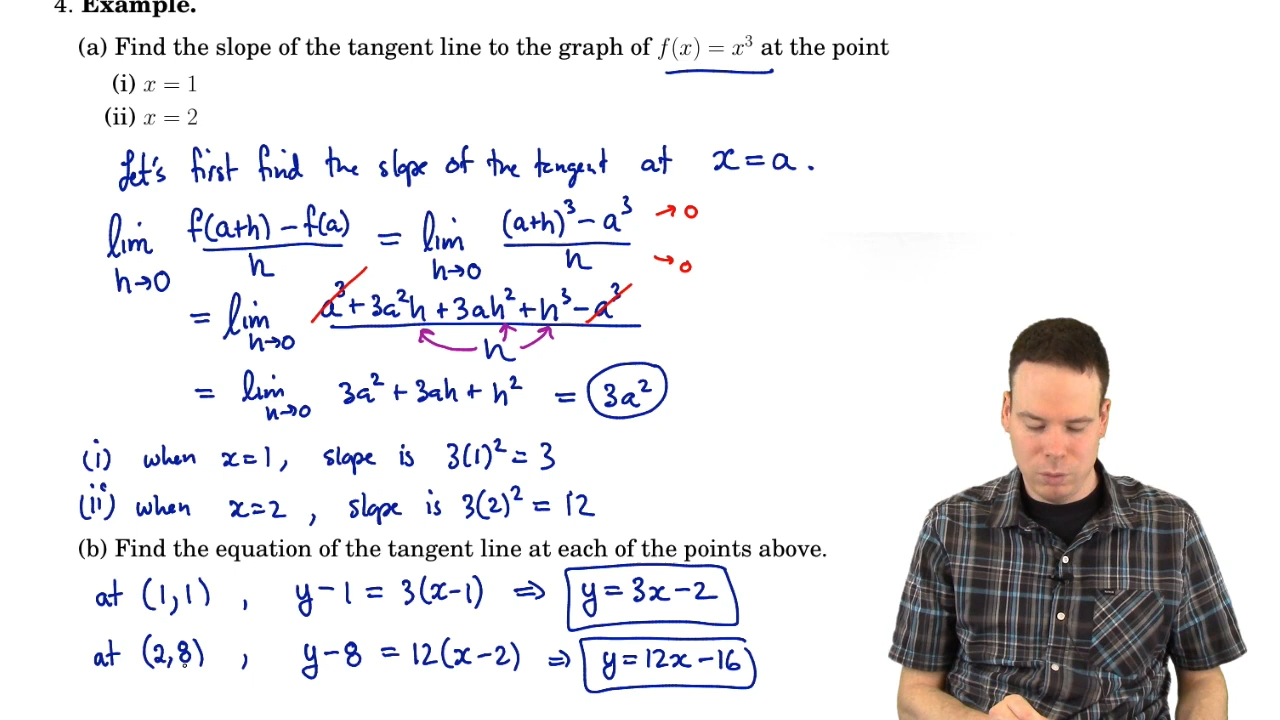 4. Example.
(a) Find the slope of the tangent line to the graph of f(x) = x³ at the point
(i) x = 1
(ii) x = 2
Let's first find the slope of the tangent at x = a.
lim h→0 (f(a+h) − f(a))/h = lim h→0 ((a+h)³ − a³)/h →0 →0
= lim h→0 (a³ + 3a²h + 3ah² + h³ − a³)/h
= lim h→0 3a² + 3ah + h² = 3a²
(i) when x=1, slope is 3(1)² = 3
(ii) when x=2, slope is 3(2)² = 12
(b) Find the equation of the tangent line at each of the points above.
at (1,1), y−1 = 3(x−1) ⇒ y = 3x−2
at (2,8), y−8 = 12(x−2) ⇒ y = 12x−16